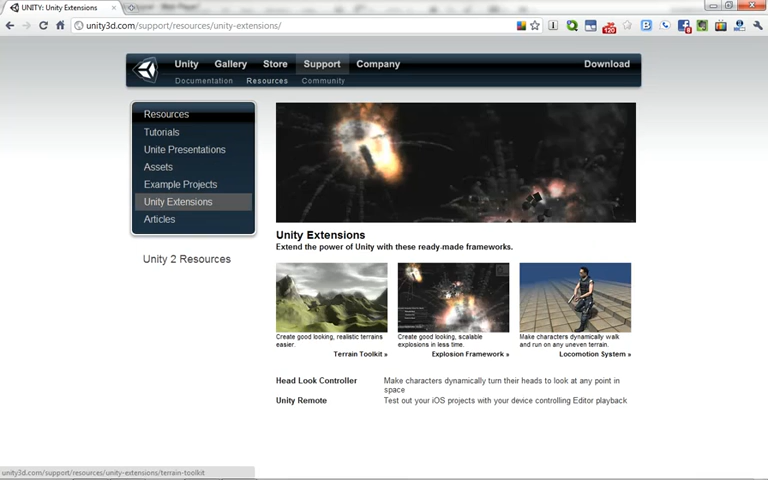 UNITY: Unity Extensions
unity3d.com/support/resources/unity-extensions/
120
6
Unity Gallery Store Support Company Download
Documentation Resources Community
Resources
Tutorials
Unite Presentations
Assets
Example Projects
Unity Extensions
Articles
Unity 2 Resources
Unity Extensions
Extend the power of Unity with these ready-made frameworks.
Create good looking, realistic terrains
easier.
Terrain Toolkit »
Create good looking, scalable
explosions in less time.
Explosion Framework »
Make characters dynamically walk
and run on any uneven terrain.
Locomotion System »
Head Look Controller Make characters dynamically turn their heads to look at any point in
space
Unity Remote Test out your iOS projects with your device controlling Editor playback
unity3d.com/support/resources/unity-extensions/terrain-toolkit